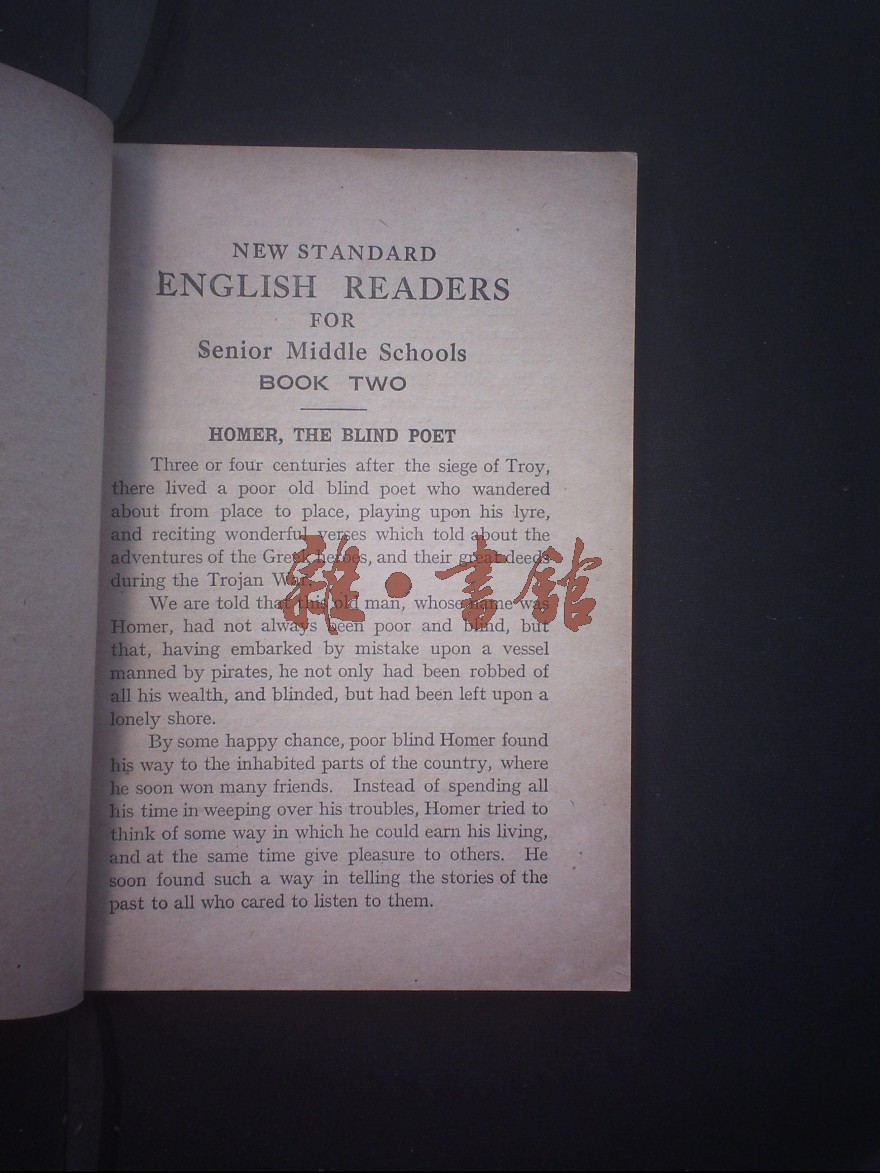 NEW STANDARD
ENGLISH READERS
FOR
Senior Middle Schools
BOOK TWO
HOMER, THE BLIND POET
Three or four centuries after the siege of Troy,
there lived a poor old blind poet who wandered
about from place to place, playing upon his lyre,
and reciting wonderful verses which told about the
adventures of the Greek heroes, and their great deeds
during the Trojan War.
We are told that this old man, whose name was
Homer, had not always been poor and blind, but
that, having embarked by mistake upon a vessel
manned by pirates, he not only had been robbed of
all his wealth, and blinded, but had been left upon a
lonely shore.
By some happy chance, poor blind Homer found
his way to the inhabited parts of the country, where
he soon won many friends. Instead of spending all
his time in weeping over his troubles, Homer tried to
think of some way in which he could earn his living,
and at the same time give pleasure to others. He
soon found such a way in telling the stories of the
past to all who cared to listen to them.
雜·書館